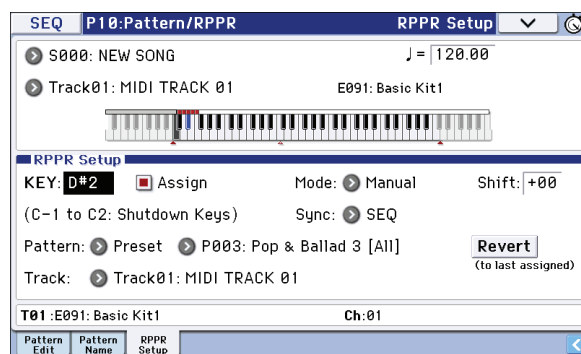 SEQ P10:Pattern/RPPR RPPR Setup
S000: NEW SONG ♩= 120.00
Track01: MIDI TRACK 01 E091: Basic Kit1
RPPR Setup
KEY: D#2 Assign Mode: Manual Shift: +00
(C-1 to C2: Shutdown Keys) Sync: SEQ
Pattern: Preset P003: Pop & Ballad 3 [All] Revert
(to last assigned)
Track: Track01: MIDI TRACK 01
T01 :E091: Basic Kit1 Ch:01
Pattern Edit Pattern Name RPPR Setup